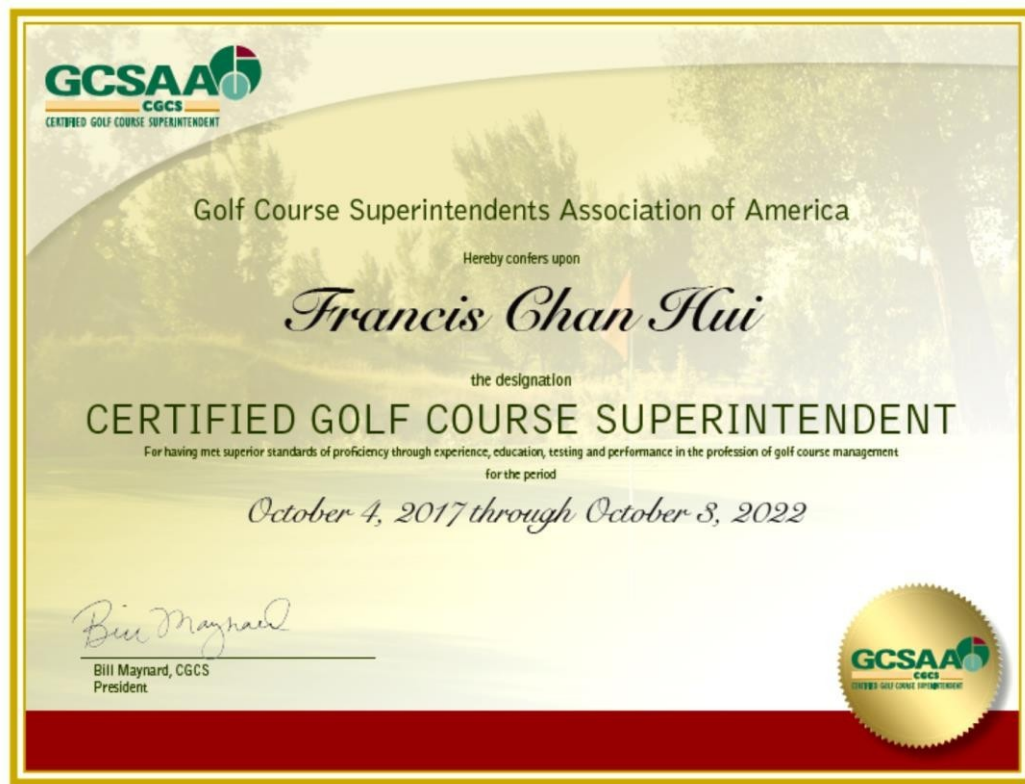 GCSAA
CGCS
CERTIFIED GOLF COURSE SUPERINTENDENT
Golf Course Superintendents Association of America
Hereby confers upon
Francis Chan Hui
the designation
CERTIFIED GOLF COURSE SUPERINTENDENT
For having met superior standards of proficiency through experience, education, testing and performance in the profession of golf course management
for the period
October 4, 2017 through October 3, 2022
Bill Maynard
Bill Maynard, CGCS
President
GCSAA
CGCS
CERTIFIED GOLF COURSE SUPERINTENDENT